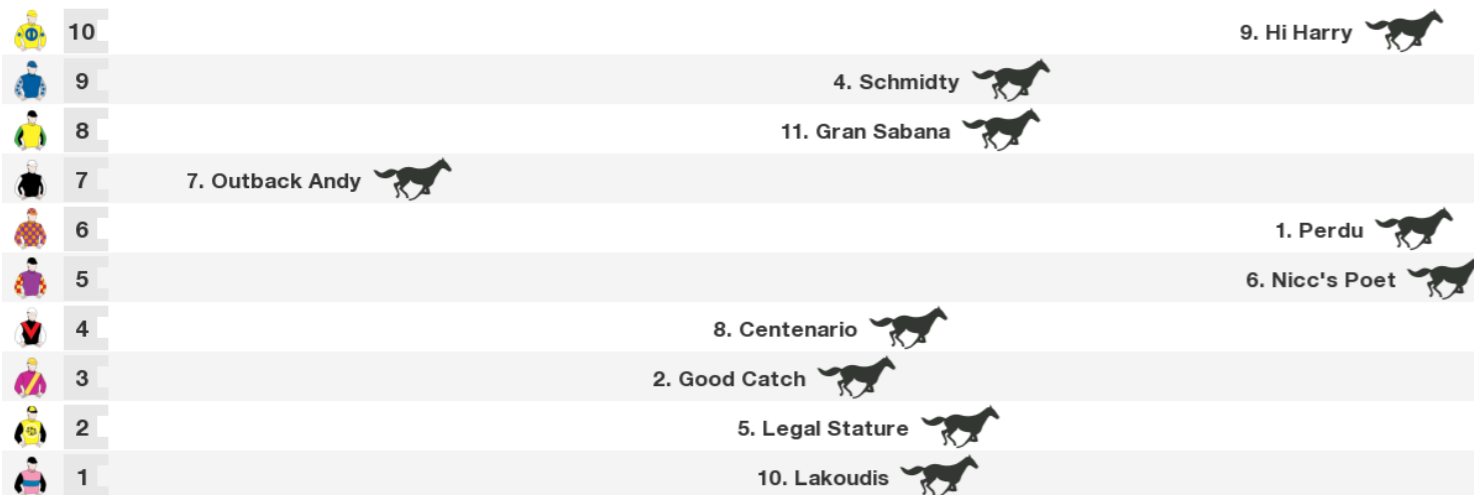 10 9. Hi Harry
9 4. Schmidty
8 11. Gran Sabana
7 7. Outback Andy
6 1. Perdu
5 6. Nicc's Poet
4 8. Centenario
3 2. Good Catch
2 5. Legal Stature
1 10. Lakoudis